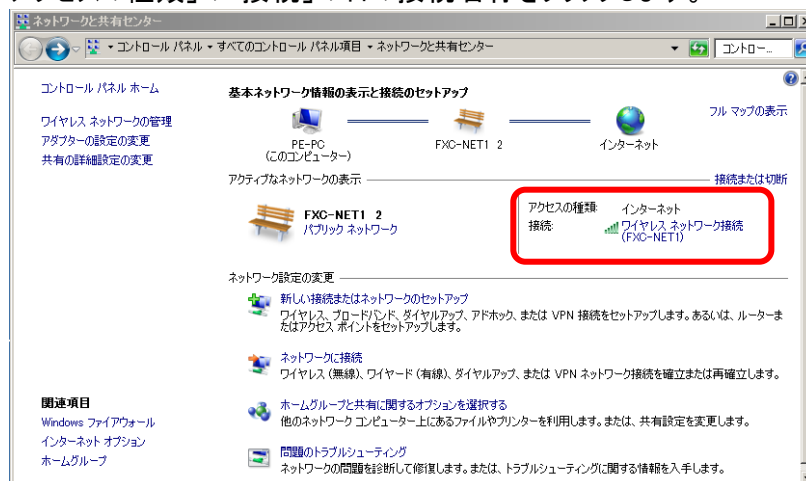 ネットワークと共有センター
コントロール パネル ▾ すべてのコントロール パネル項目 ▾ ネットワークと共有センター
コントロー...
コントロール パネル ホーム
ワイヤレス ネットワークの管理
アダプターの設定の変更
共有の詳細設定の変更
基本ネットワーク情報の表示と接続のセットアップ
フル マップの表示
PE-PC
(このコンピューター)
FXC-NET1 2
インターネット
アクティブなネットワークの表示
接続または切断
FXC-NET1 2
パブリック ネットワーク
アクセスの種類: インターネット
接続: ワイヤレス ネットワーク接続
(FXC-NET1)
ネットワーク設定の変更
新しい接続またはネットワークのセットアップ
ワイヤレス、ブロードバンド、ダイヤルアップ、アドホック、または VPN 接続をセットアップします。あるいは、ルーターま
たはアクセス ポイントをセットアップします。
ネットワークに接続
ワイヤレス (無線)、ワイヤード (有線)、ダイヤルアップ、または VPN ネットワーク接続を確立または再確立します。
ホームグループと共有に関するオプションを選択する
他のネットワーク コンピューター上にあるファイルやプリンターを利用します。または、共有設定を変更します。
問題のトラブルシューティング
ネットワークの問題を診断して修復します。または、トラブルシューティングに関する情報を入手します。
関連項目
Windows ファイアウォール
インターネット オプション
ホームグループ